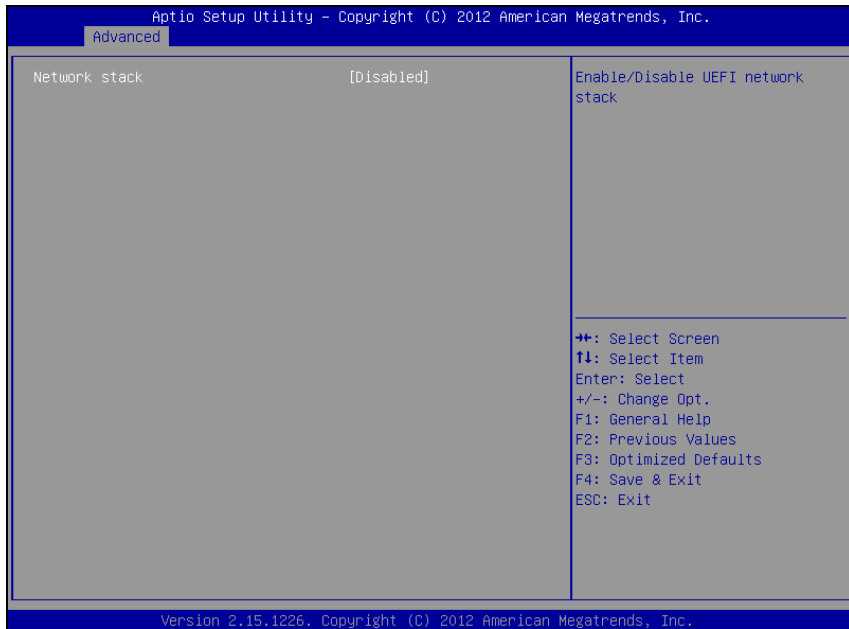 Aptio Setup Utility – Copyright (C) 2012 American Megatrends, Inc.
Advanced
Network stack [Disabled]
Enable/Disable UEFI network
stack
→←: Select Screen
↑↓: Select Item
Enter: Select
+/-: Change Opt.
F1: General Help
F2: Previous Values
F3: Optimized Defaults
F4: Save & Exit
ESC: Exit
Version 2.15.1226. Copyright (C) 2012 American Megatrends, Inc.